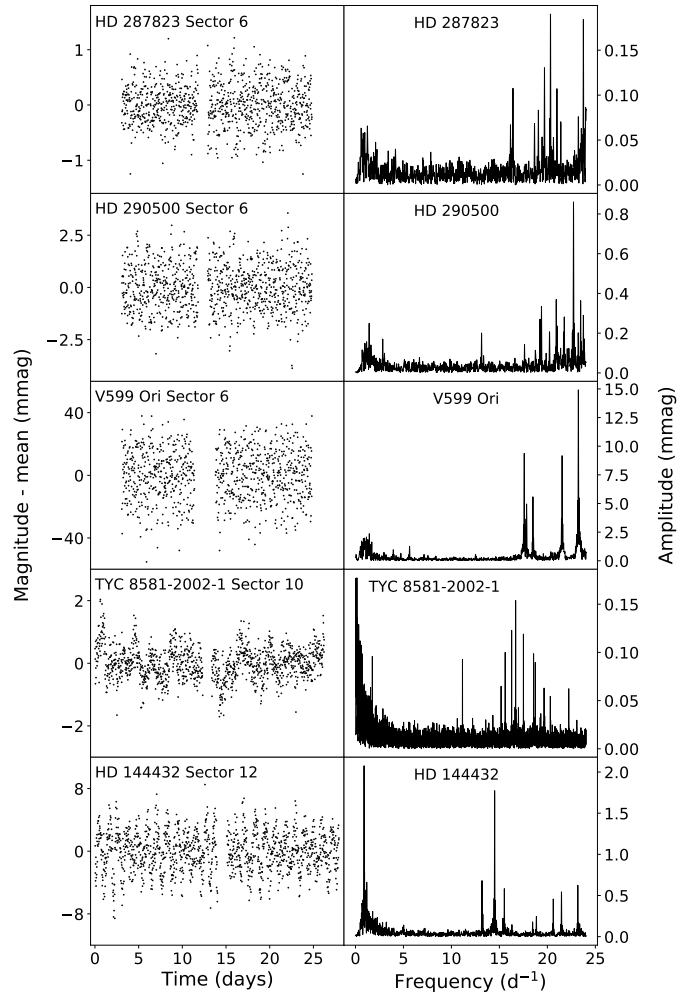 HD 287823 Sector 6
HD 287823
1
0
−1
0.15
0.10
0.05
0.00
HD 290500 Sector 6
HD 290500
2.5
0.0
−2.5
0.8
0.6
0.4
0.2
0.0
V599 Ori Sector 6
V599 Ori
40
0
−40
15.0
12.5
10.0
7.5
5.0
2.5
0.0
TYC 8581-2002-1 Sector 10
TYC 8581-2002-1
2
0
−2
0.15
0.10
0.05
0.00
HD 144432 Sector 12
HD 144432
8
0
−8
2.0
1.5
1.0
0.5
0.0
0 5 10 15 20 25
0 5 10 15 20 25
Time (days)
Frequency (d⁻¹)
Magnitude - mean (mmag)
Amplitude (mmag)